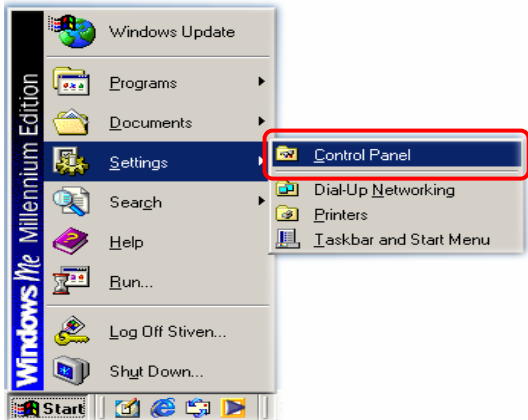 Windows Me Millennium Edition
Windows Update
Programs
Documents
Settings
Search
Help
Run...
Log Off Stiven...
Shut Down...
Control Panel
Dial-Up Networking
Printers
Taskbar and Start Menu
Start